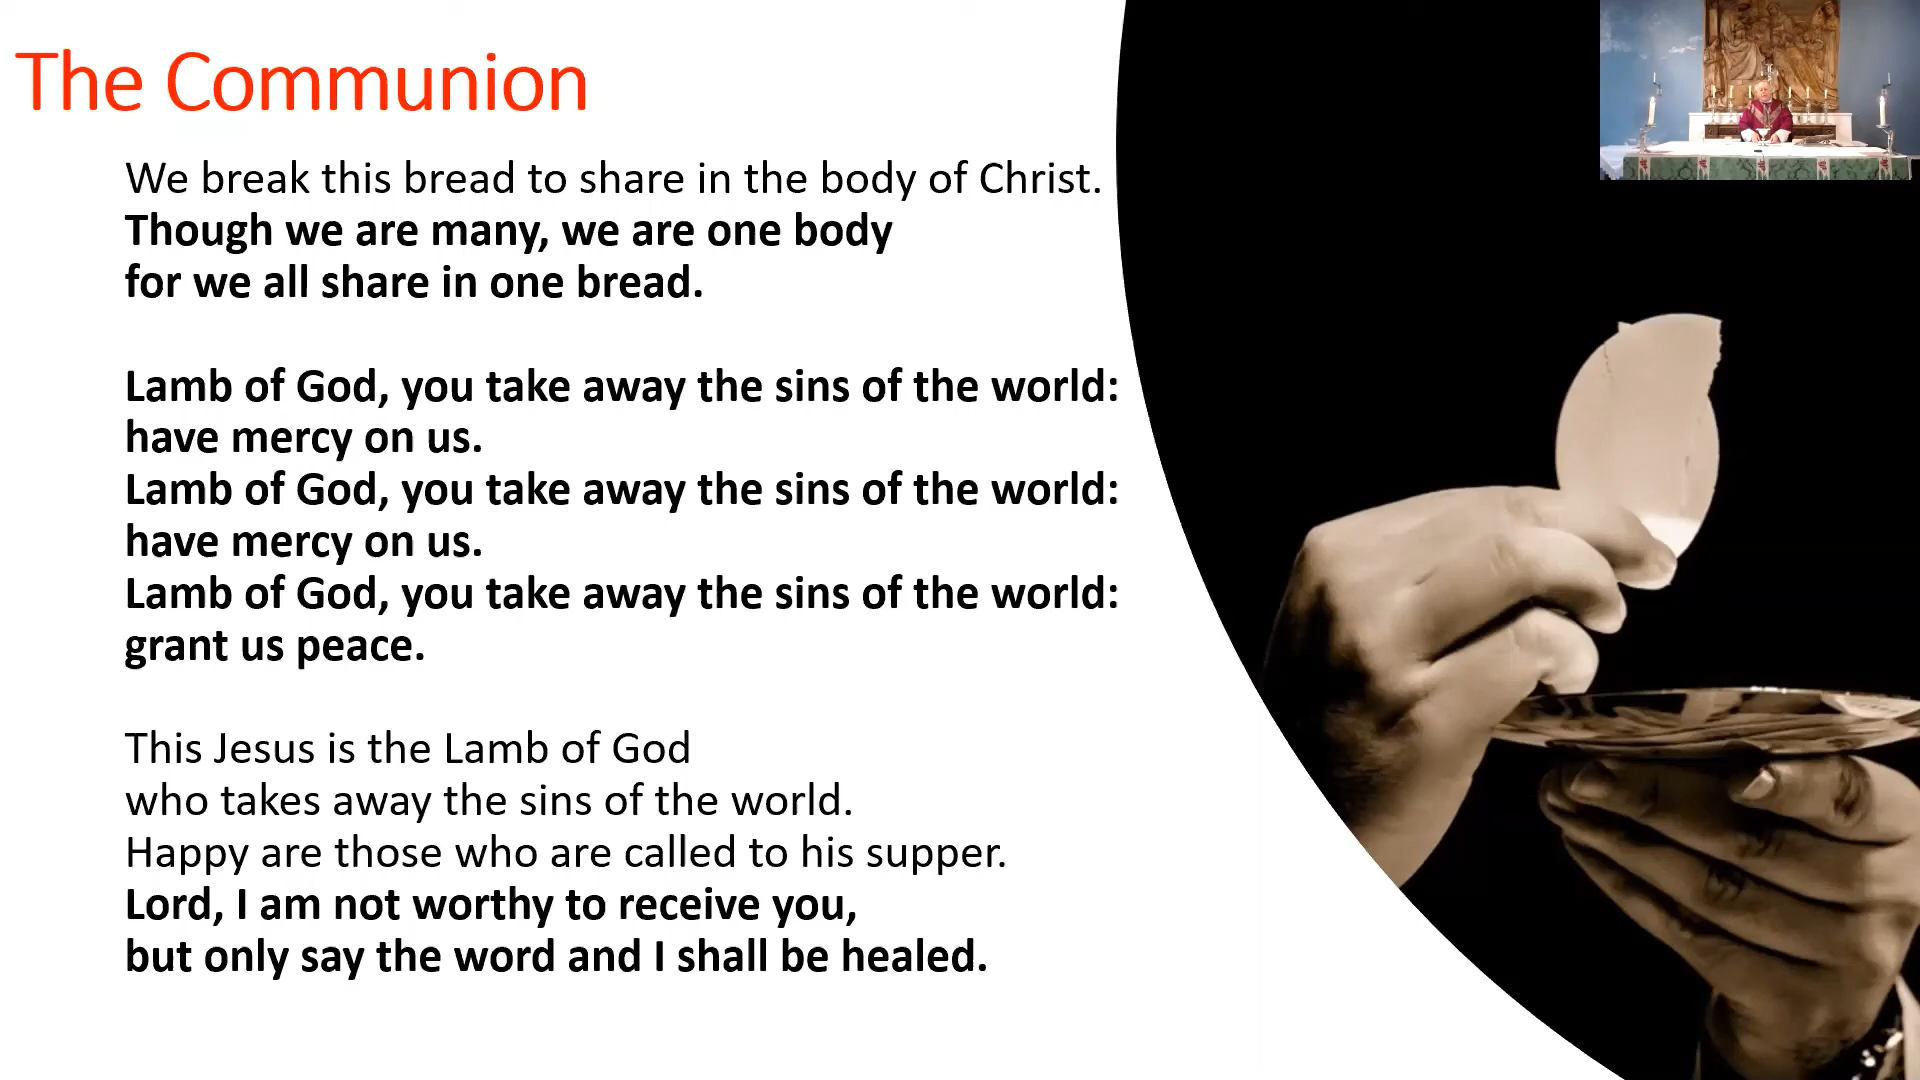 The Communion
We break this bread to share in the body of Christ.
Though we are many, we are one body
for we all share in one bread.
Lamb of God, you take away the sins of the world:
have mercy on us.
Lamb of God, you take away the sins of the world:
have mercy on us.
Lamb of God, you take away the sins of the world:
grant us peace.
This Jesus is the Lamb of God
who takes away the sins of the world.
Happy are those who are called to his supper.
Lord, I am not worthy to receive you,
but only say the word and I shall be healed.